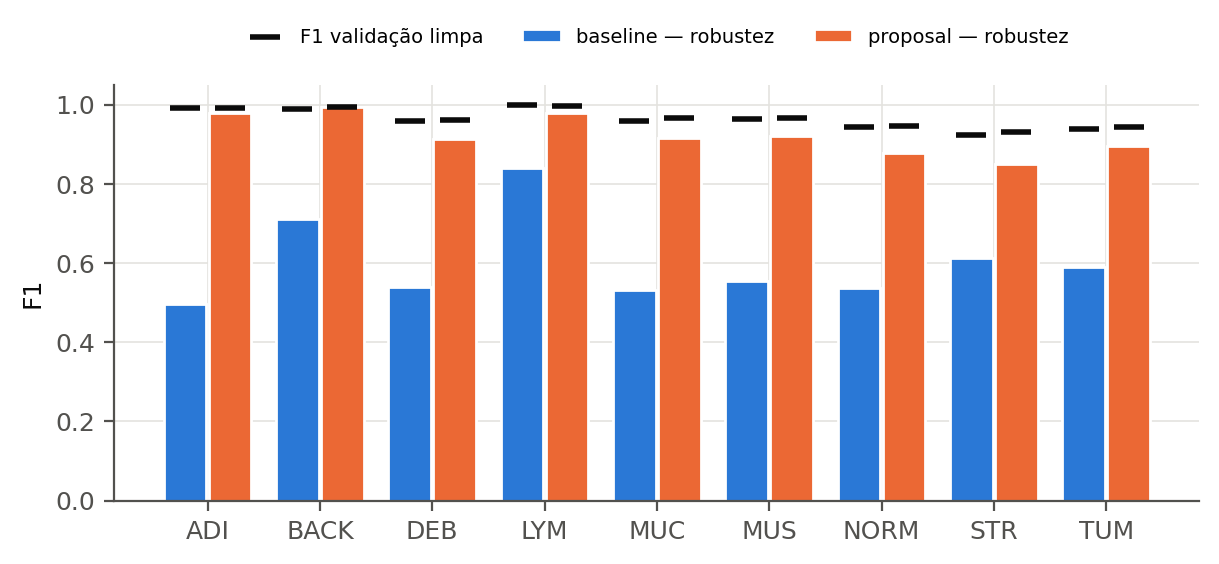 F1 validação limpa baseline — robustez proposal — robustez
1.0
0.8
0.6
0.4
0.2
0.0
F1
ADI BACK DEB LYM MUC MUS NORM STR TUM